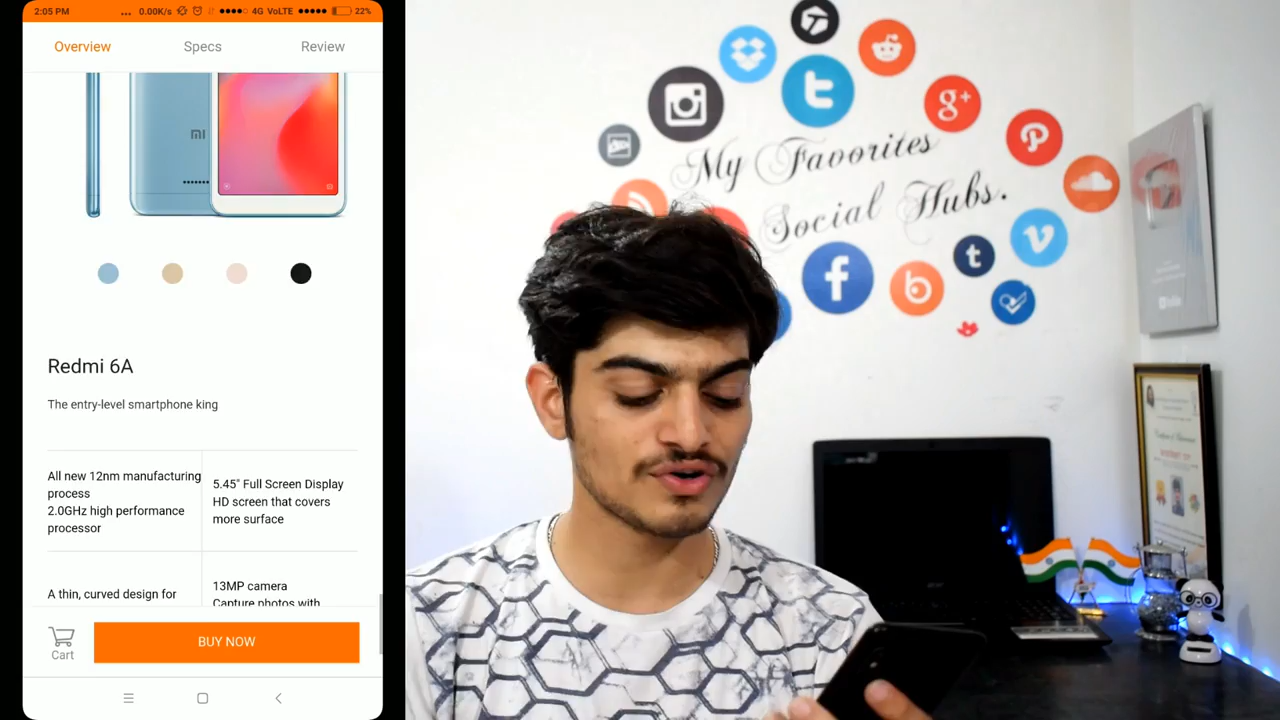 2:05 PM ... 0.00K/s 4G VoLTE 22%
Overview Specs Review
MI
Redmi 6A
The entry-level smartphone king
All new 12nm manufacturing
process
2.0GHz high performance
processor
5.45" Full Screen Display
HD screen that covers
more surface
A thin, curved design for
13MP camera
Capture photos with
Cart
BUY NOW
My Favorites
Social Hubs.
g+
acer